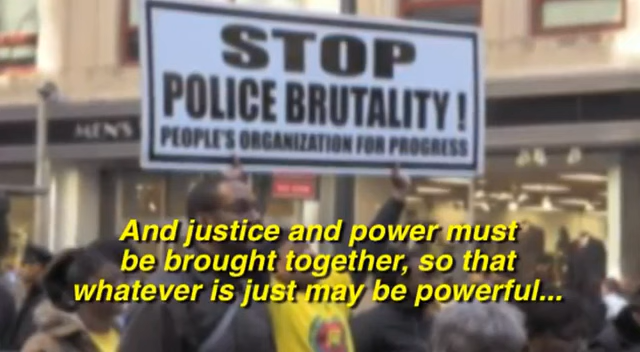 STOP
POLICE BRUTALITY!
PEOPLE'S ORGANIZATION FOR PROGRESS
MEN'S
And justice and power must
be brought together, so that
whatever is just may be powerful...